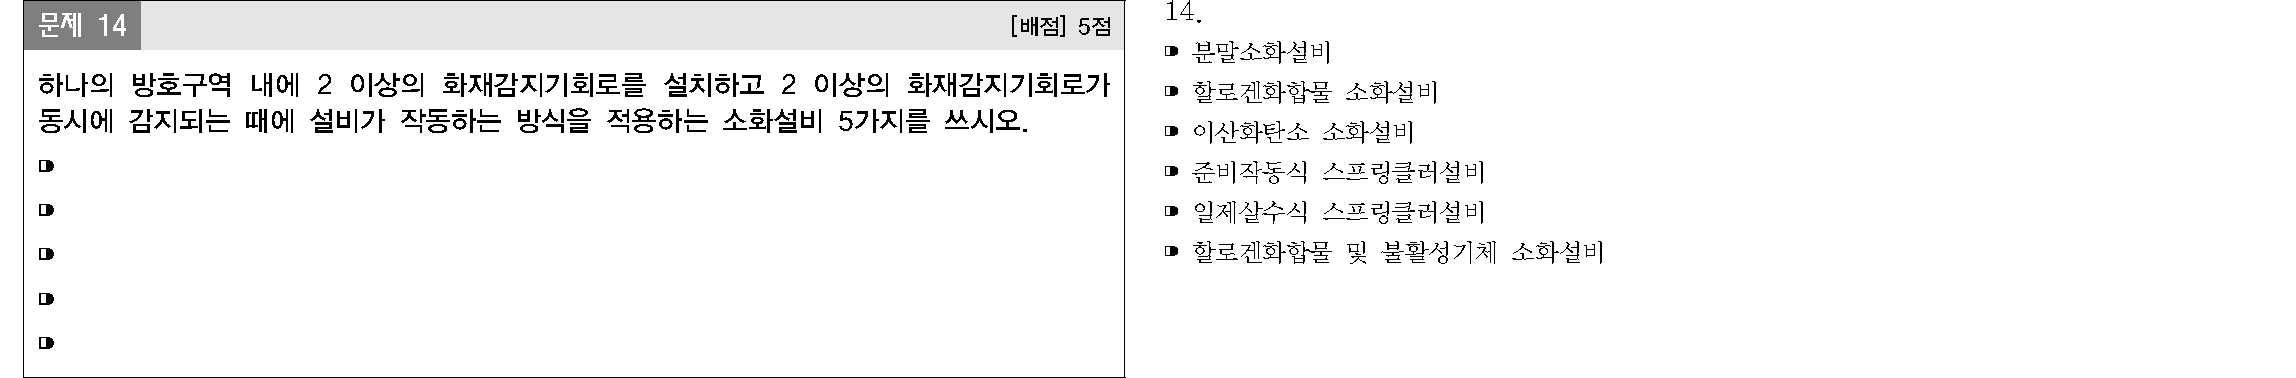 문제 14
[배점] 5점
하나의 방호구역 내에 2 이상의 화재감지기회로를 설치하고 2 이상의 화재감지기회로가
동시에 감지되는 때에 설비가 작동하는 방식을 적용하는 소화설비 5가지를 쓰시오.
14.
분말소화설비
할로겐화합물 소화설비
이산화탄소 소화설비
준비작동식 스프링클러설비
일제살수식 스프링클러설비
할로겐화합물 및 불활성기체 소화설비